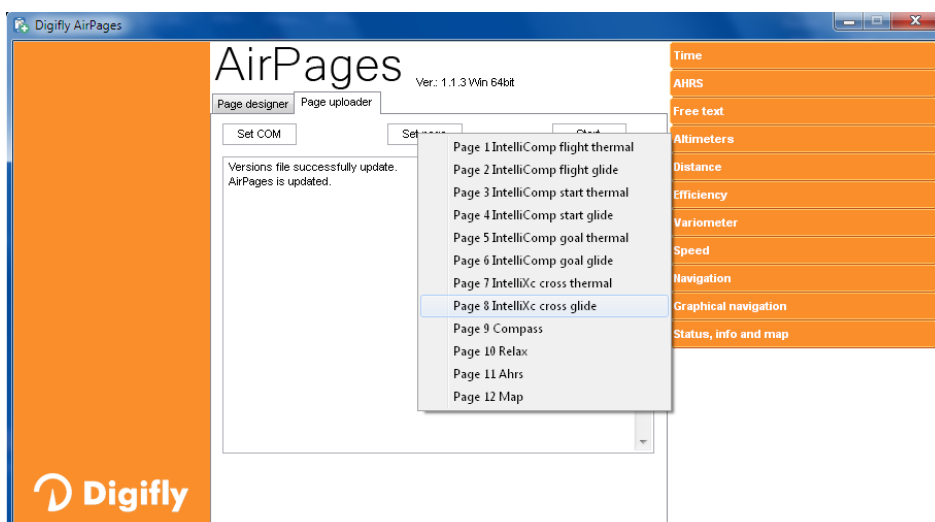 Digifly AirPages
AirPages Ver.: 1.1.3 Win 64bit
Page designer Page uploader
Set COM
Versions file successfully update.
AirPages is updated.
Page 1 IntelliComp flight thermal
Page 2 IntelliComp flight glide
Page 3 IntelliComp start thermal
Page 4 IntelliComp start glide
Page 5 IntelliComp goal thermal
Page 6 IntelliComp goal glide
Page 7 IntelliXc cross thermal
Page 8 IntelliXc cross glide
Page 9 Compass
Page 10 Relax
Page 11 Ahrs
Page 12 Map
Time
AHRS
Free text
Altimeters
Distance
Efficiency
Variometer
Speed
Navigation
Graphical navigation
Status, info and map
Digifly